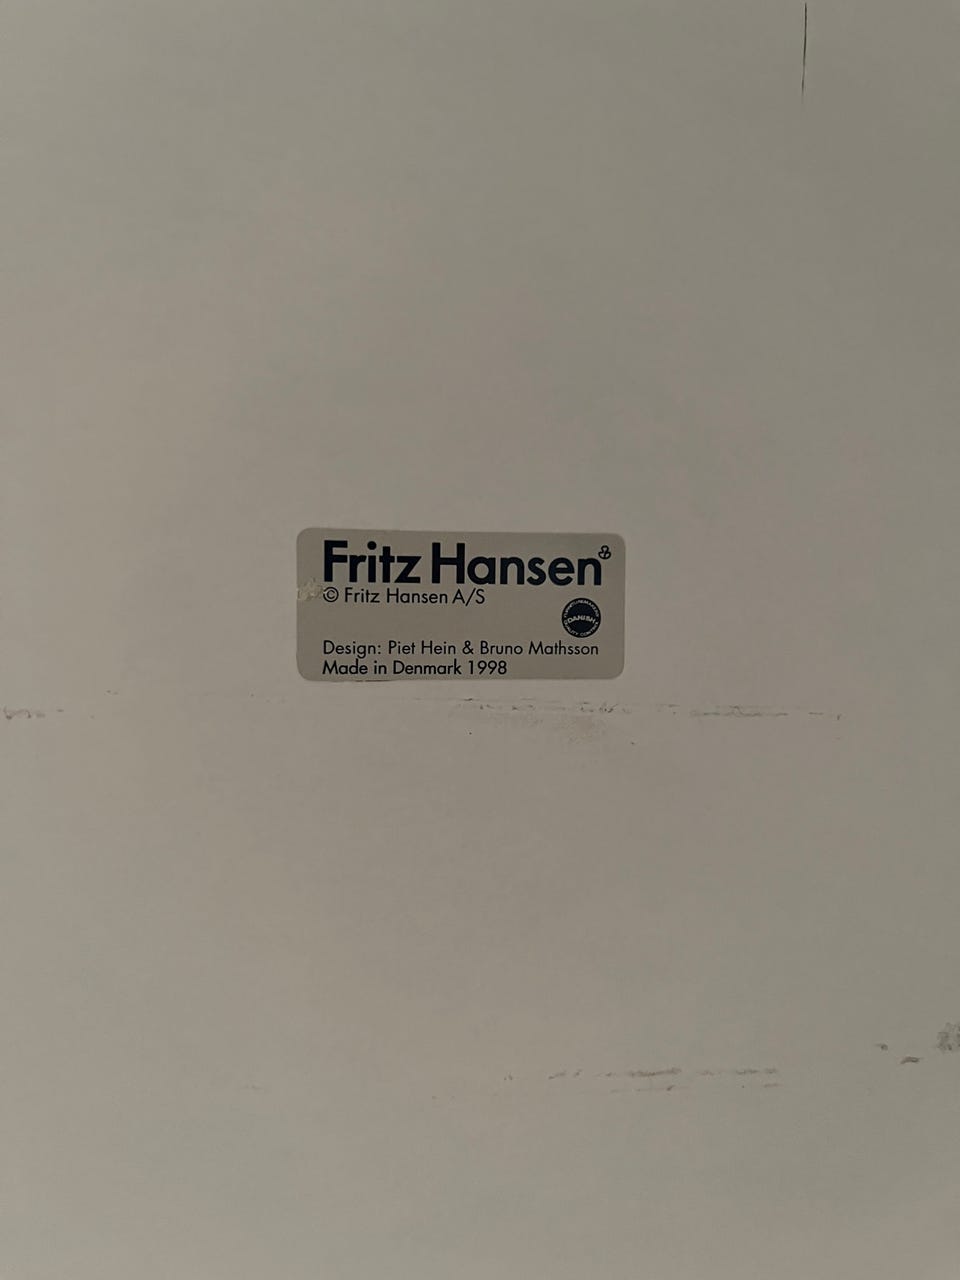 Fritz Hansen
© Fritz Hansen A/S
DANISH
Design: Piet Hein & Bruno Mathsson
Made in Denmark 1998